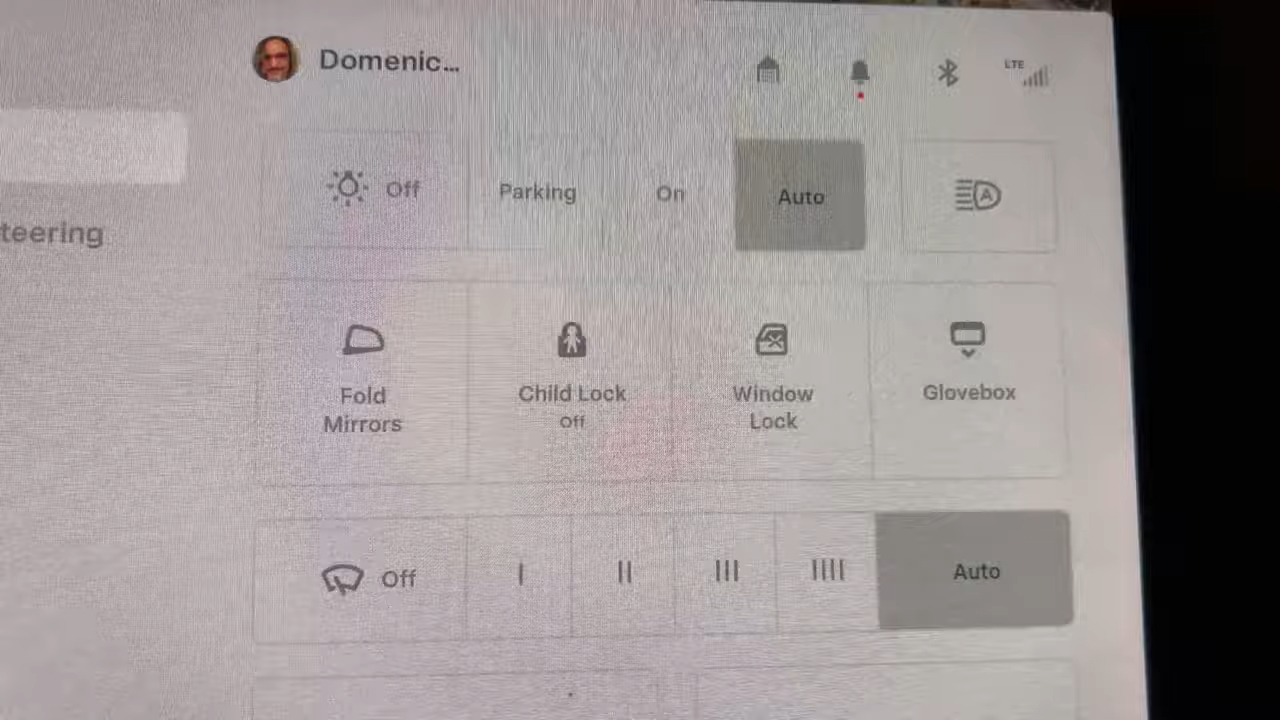 Domenic…
LTE
Off Parking On Auto A
teering
Fold
Mirrors
Child Lock
Off
Window
Lock
Glovebox
Off I II III IIII Auto